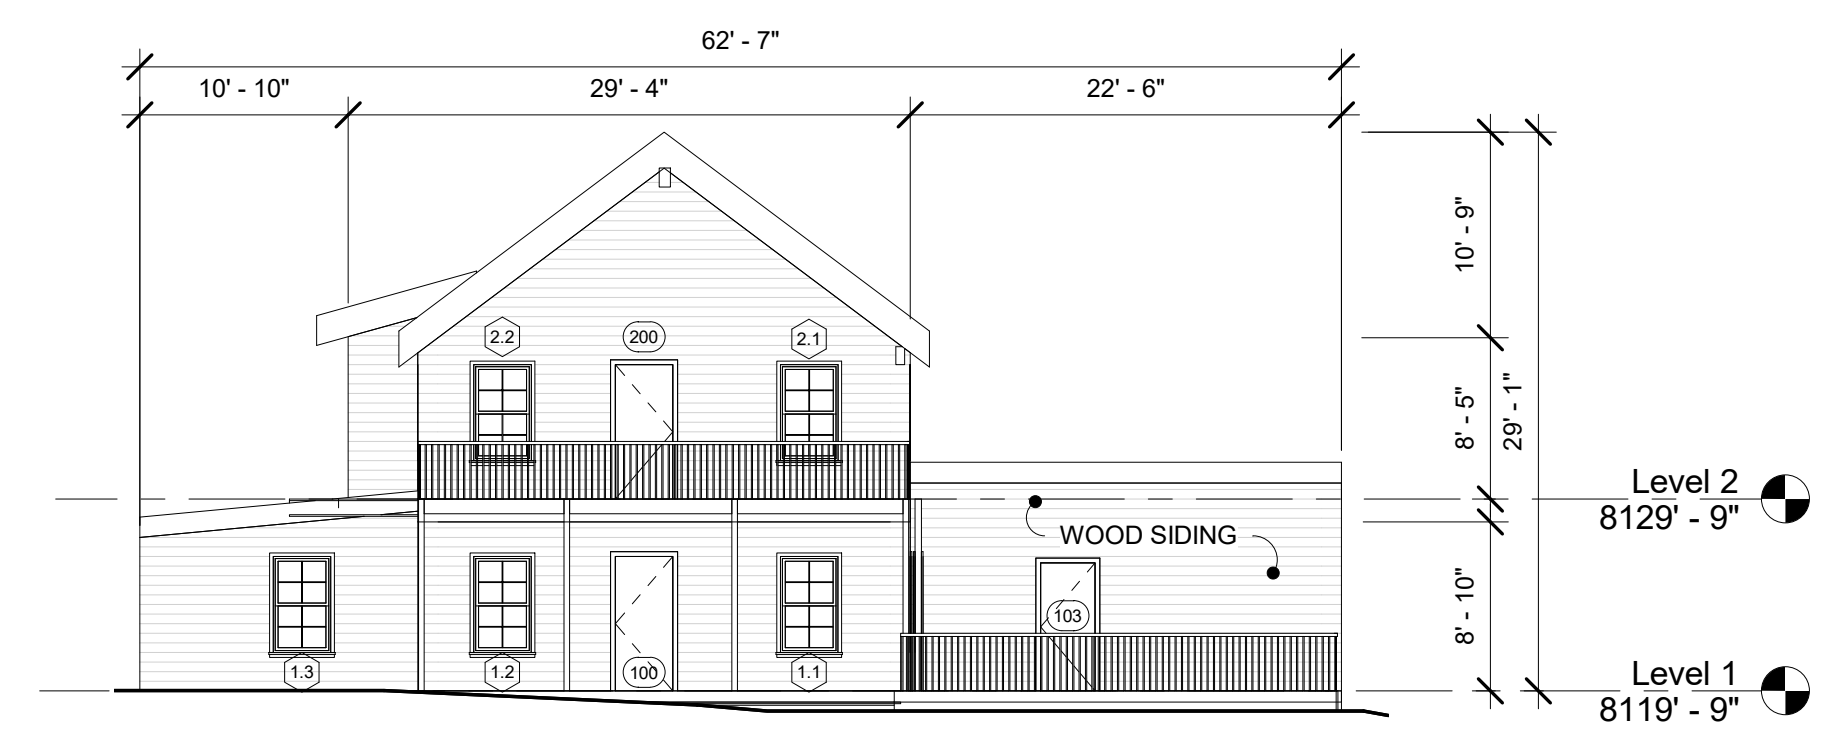 62' - 7"
10' - 10"
29' - 4"
22' - 6"
10' - 9"
8' - 5"
29' - 1"
8' - 10"
2.2
200
2.1
Level 2
8129' - 9"
WOOD SIDING
103
1.3
1.2
100
1.1
Level 1
8119' - 9"